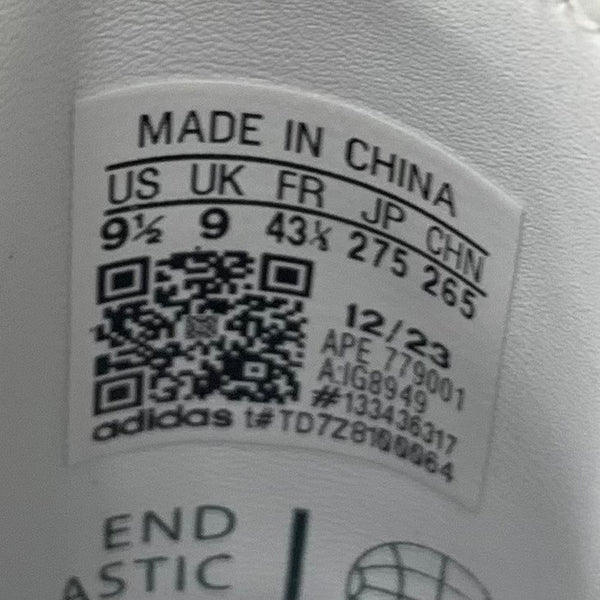 MADE IN CHINA
US UK FR JP CHN
9½ 9 43⅓ 275 265
12/23
APE 779001
A:IG8949
#133436317
adidas t#TD7Z8100064
END
ASTIC